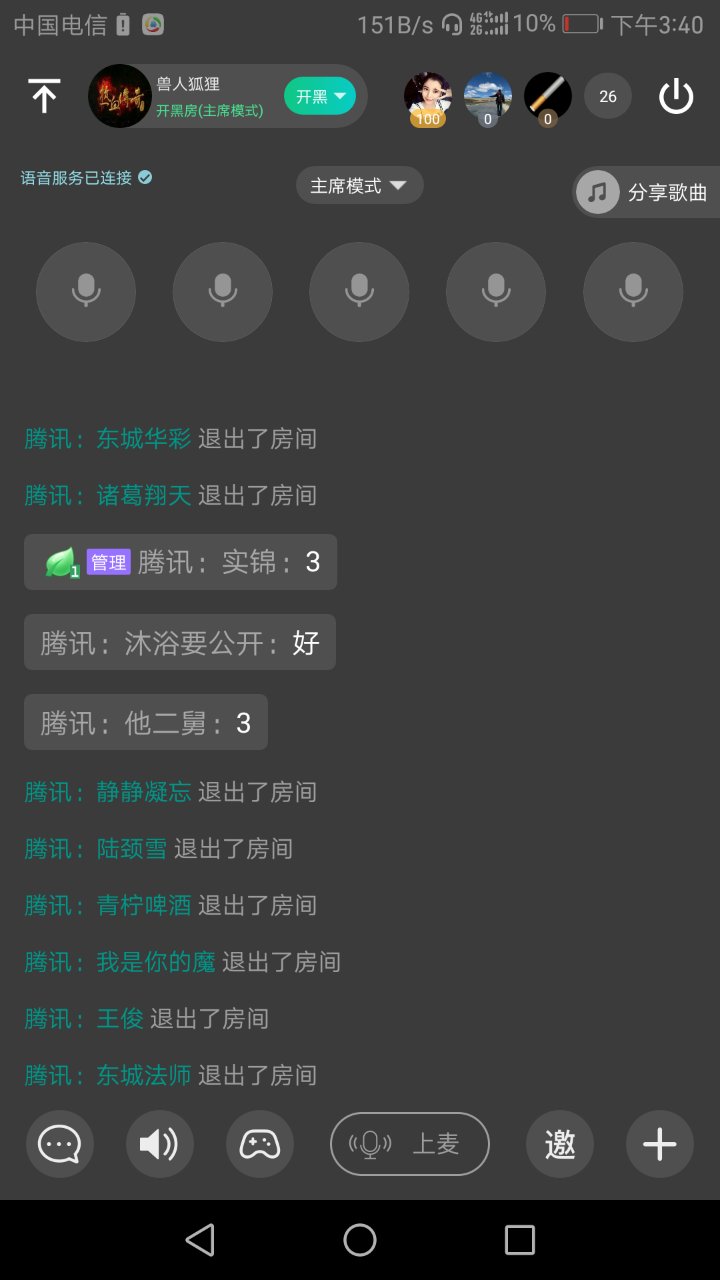 中国电信 151B/s 4G 2G 10% 下午3:40
热血传奇 兽人狐狸
开黑房(主席模式) 开黑
100 0 0 26
语音服务已连接 主席模式 分享歌曲
腾讯：东城华彩 退出了房间
腾讯：诸葛翔天 退出了房间
1 管理 腾讯：实锦：3
腾讯：沐浴要公开：好
腾讯：他二舅：3
腾讯：静静凝忘 退出了房间
腾讯：陆颈雪 退出了房间
腾讯：青柠啤酒 退出了房间
腾讯：我是你的魔 退出了房间
腾讯：王俊 退出了房间
腾讯：东城法师 退出了房间
上麦 邀